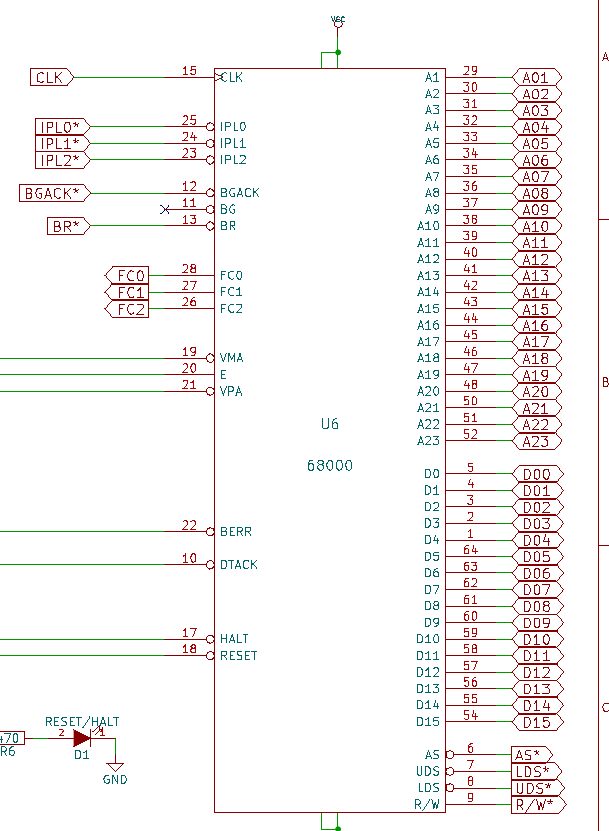 Vcc
A
CLK 15 CLK A1 29 A01
A2 30 A02
A3 31 A03
IPL0* 25 IPL0 A4 32 A04
IPL1* 24 IPL1 A5 33 A05
IPL2* 23 IPL2 A6 34 A06
A7 35 A07
BGACK* 12 BGACK A8 36 A08
11 BG A9 37 A09
BR* 13 BR A10 38 A10
A11 39 A11
A12 40 A12
FC0 28 FC0 A13 41 A13
FC1 27 FC1 A14 42 A14
FC2 26 FC2 A15 43 A15
A16 44 A16
A17 45 A17
19 VMA A18 46 A18
20 E A19 47 A19
B
21 VPA A20 48 A20
A21 50 A21
U6 A22 51 A22
A23 52 A23
68000
D0 5 D00
D1 4 D01
D2 3 D02
D3 2 D03
22 BERR D4 1 D04
D5 64 D05
10 DTACK D6 63 D06
D7 62 D07
D8 61 D08
D9 60 D09
17 HALT D10 59 D10
18 RESET D11 58 D11
D12 57 D12
D13 56 D13
D14 55 D14
C
RESET/HALT D15 54 D15
470 2 1
R6 D1 AS 6 AS*
GND UDS 7 LDS*
LDS 8 UDS*
R/W 9 R/W*